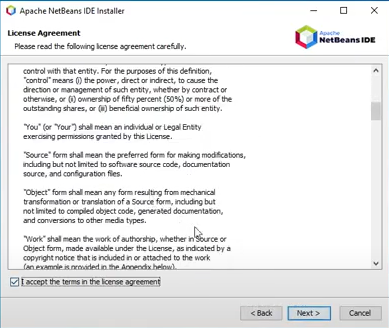 Apache NetBeans IDE Installer
License Agreement
Please read the following license agreement carefully.
Apache
NetBeans IDE
control with that entity. For the purposes of this definition,
"control" means (i) the power, direct or indirect, to cause the
direction or management of such entity, whether by contract or
otherwise, or (ii) ownership of fifty percent (50%) or more of the
outstanding shares, or (iii) beneficial ownership of such entity.
"You" (or "Your") shall mean an individual or Legal Entity
exercising permissions granted by this License.
"Source" form shall mean the preferred form for making modifications,
including but not limited to software source code, documentation
source, and configuration files.
"Object" form shall mean any form resulting from mechanical
transformation or translation of a Source form, including but
not limited to compiled object code, generated documentation,
and conversions to other media types.
"Work" shall mean the work of authorship, whether in Source or
Object form, made available under the License, as indicated by a
copyright notice that is included in or attached to the work
(an example is provided in the Appendix below).
I accept the terms in the license agreement
< Back
Next >
Cancel